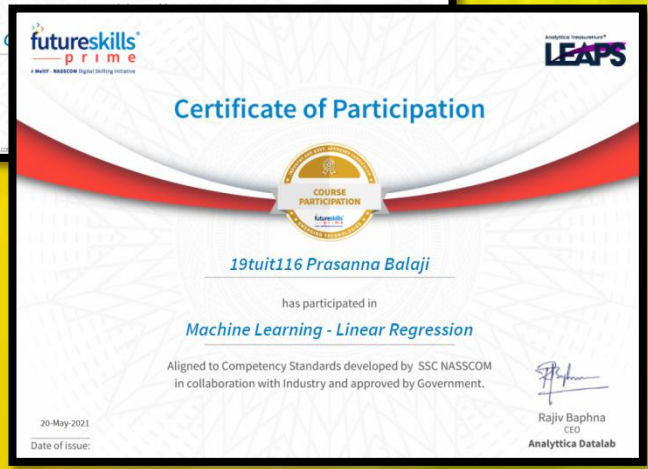 futureskills®
prime
A MeitY - NASSCOM Digital Skilling Initiative
Analyttica TreasureHunt®
LEAPS
Certificate of Participation
COURSE
PARTICIPATION
futureskills
prime
19tuit116 Prasanna Balaji
has participated in
Machine Learning - Linear Regression
Aligned to Competency Standards developed by SSC NASSCOM
in collaboration with Industry and approved by Government.
20-May-2021
Date of issue:
Rajiv Baphna
CEO
Analyttica Datalab